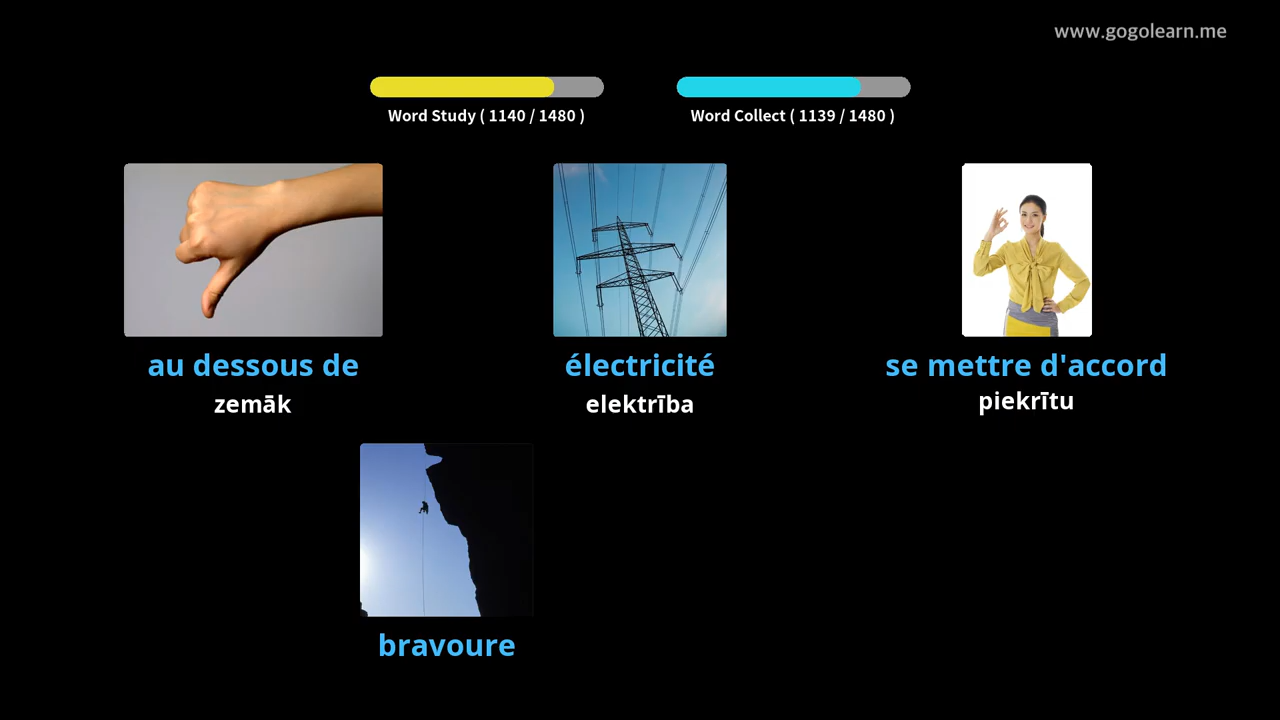 www.gogolearn.me
Word Study ( 1140 / 1480 )
Word Collect ( 1139 / 1480 )
au dessous de
zemāk
électricité
elektrība
se mettre d'accord
piekrītu
bravoure